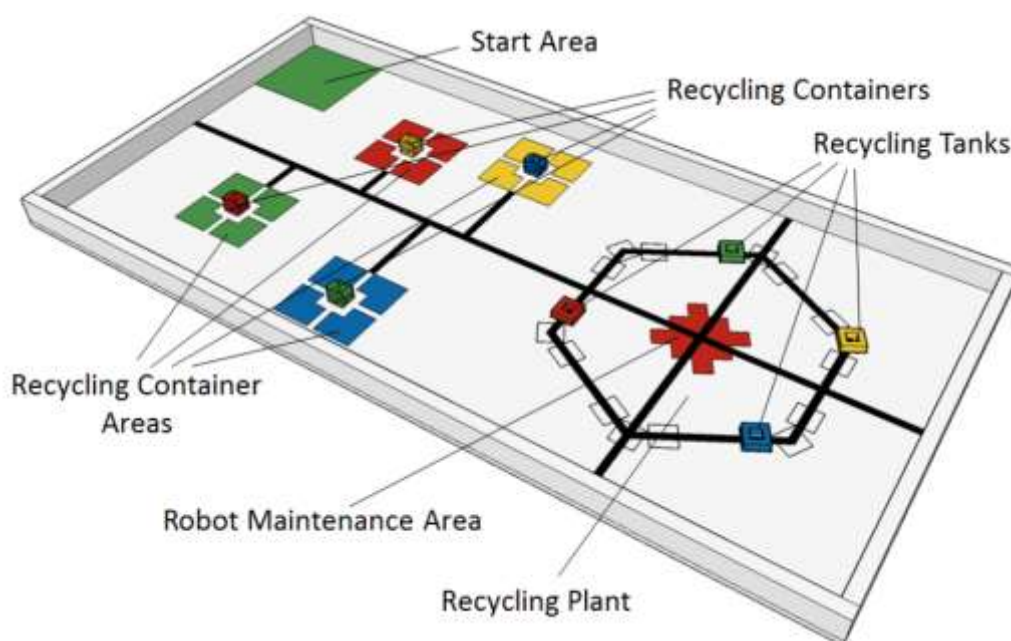 Start Area
Recycling Containers
Recycling Tanks
Recycling Container
Areas
Robot Maintenance Area
Recycling Plant